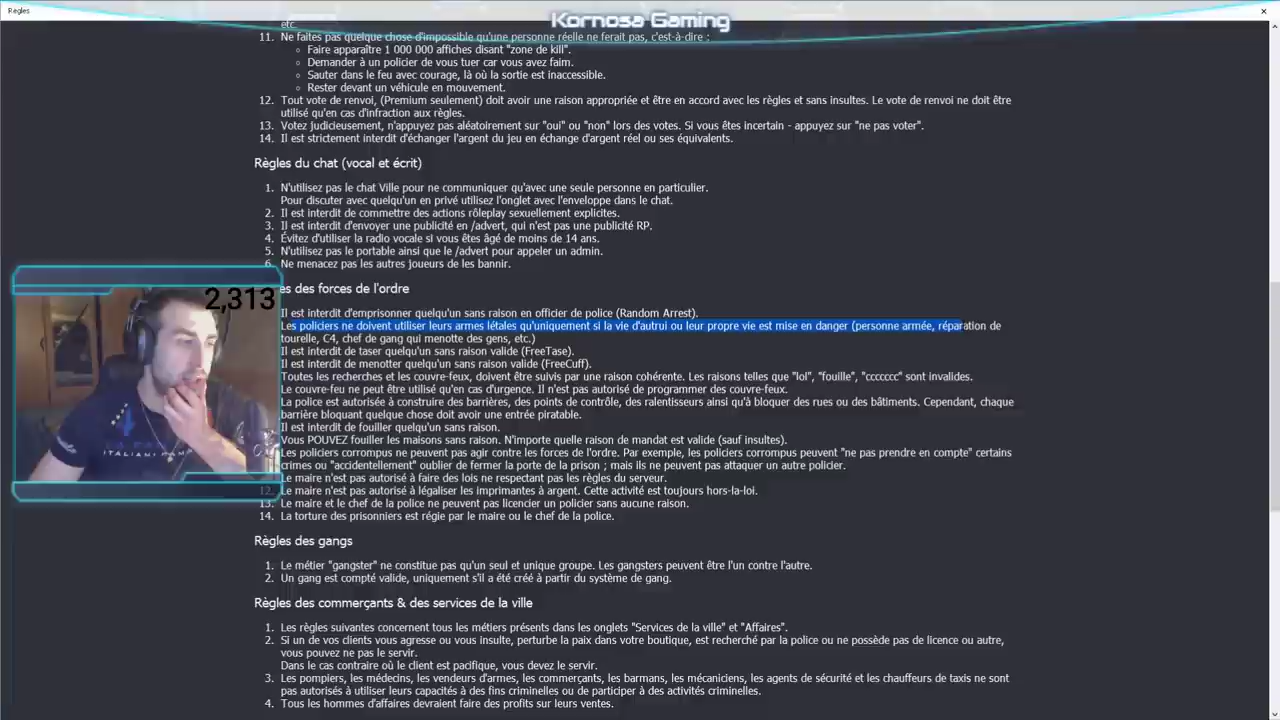 Règles
Kornosa Gaming
etc.
11. Ne faites pas quelque chose d'impossible qu'une personne réelle ne ferait pas, c'est-à-dire :
Faire apparaître 1 000 000 affiches disant "zone de kill".
Demander à un policier de vous tuer car vous avez faim.
Sauter dans le feu avec courage, là où la sortie est inaccessible.
Rester devant un véhicule en mouvement.
12. Tout vote de renvoi, (Premium seulement) doit avoir une raison appropriée et être en accord avec les règles et sans insultes. Le vote de renvoi ne doit être
utilisé qu'en cas d'infraction aux règles.
13. Votez judicieusement, n'appuyez pas aléatoirement sur "oui" ou "non" lors des votes. Si vous êtes incertain - appuyez sur "ne pas voter".
14. Il est strictement interdit d'échanger l'argent du jeu en échange d'argent réel ou ses équivalents.
Règles du chat (vocal et écrit)
1. N'utilisez pas le chat Ville pour ne communiquer qu'avec une seule personne en particulier.
Pour discuter avec quelqu'un en privé utilisez l'onglet avec l'enveloppe dans le chat.
2. Il est interdit de commettre des actions rôleplay sexuellement explicites.
3. Il est interdit d'envoyer une publicité en /advert, qui n'est pas une publicité RP.
4. Évitez d'utiliser la radio vocale si vous êtes âgé de moins de 14 ans.
5. N'utilisez pas le portable ainsi que le /advert pour appeler un admin.
6. Ne menacez pas les autres joueurs de les bannir.
es des forces de l'ordre
2,313
Il est interdit d'emprisonner quelqu'un sans raison en officier de police (Random Arrest).
Les policiers ne doivent utiliser leurs armes létales qu'uniquement si la vie d'autrui ou leur propre vie est mise en danger (personne armée, réparation de
tourelle, C4, chef de gang qui menotte des gens, etc.)
Il est interdit de taser quelqu'un sans raison valide (FreeTase).
Il est interdit de menotter quelqu'un sans raison valide (FreeCuff).
Toutes les recherches et les couvre-feux, doivent être suivis par une raison cohérente. Les raisons telles que "lol", "fouille", "ccccccc" sont invalides.
Le couvre-feu ne peut être utilisé qu'en cas d'urgence. Il n'est pas autorisé de programmer des couvre-feux.
La police est autorisée à construire des barrières, des points de contrôle, des ralentisseurs ainsi qu'à bloquer des rues ou des bâtiments. Cependant, chaque
barrière bloquant quelque chose doit avoir une entrée piratable.
Il est interdit de fouiller quelqu'un sans raison.
Vous POUVEZ fouiller les maisons sans raison. N'importe quelle raison de mandat est valide (sauf insultes).
Les policiers corrompus ne peuvent pas agir contre les forces de l'ordre. Par exemple, les policiers corrompus peuvent "ne pas prendre en compte" certains
crimes ou "accidentellement" oublier de fermer la porte de la prison ; mais ils ne peuvent pas attaquer un autre policier.
Le maire n'est pas autorisé à faire des lois ne respectant pas les règles du serveur.
12. Le maire n'est pas autorisé à légaliser les imprimantes à argent. Cette activité est toujours hors-la-loi.
13. Le maire et le chef de la police ne peuvent pas licencier un policier sans aucune raison.
14. La torture des prisonniers est régie par le maire ou le chef de la police.
Règles des gangs
1. Le métier "gangster" ne constitue pas qu'un seul et unique groupe. Les gangsters peuvent être l'un contre l'autre.
2. Un gang est compté valide, uniquement s'il a été créé à partir du système de gang.
Règles des commerçants & des services de la ville
1. Les règles suivantes concernent tous les métiers présents dans les onglets "Services de la ville" et "Affaires".
2. Si un de vos clients vous agresse ou vous insulte, perturbe la paix dans votre boutique, est recherché par la police ou ne possède pas de licence ou autre,
vous pouvez ne pas le servir.
Dans le cas contraire où le client est pacifique, vous devez le servir.
3. Les pompiers, les médecins, les vendeurs d'armes, les commerçants, les barmans, les mécaniciens, les agents de sécurité et les chauffeurs de taxis ne sont
pas autorisés à utiliser leurs capacités à des fins criminelles ou de participer à des activités criminelles.
4. Tous les hommes d'affaires devraient faire des profits sur leurs ventes.